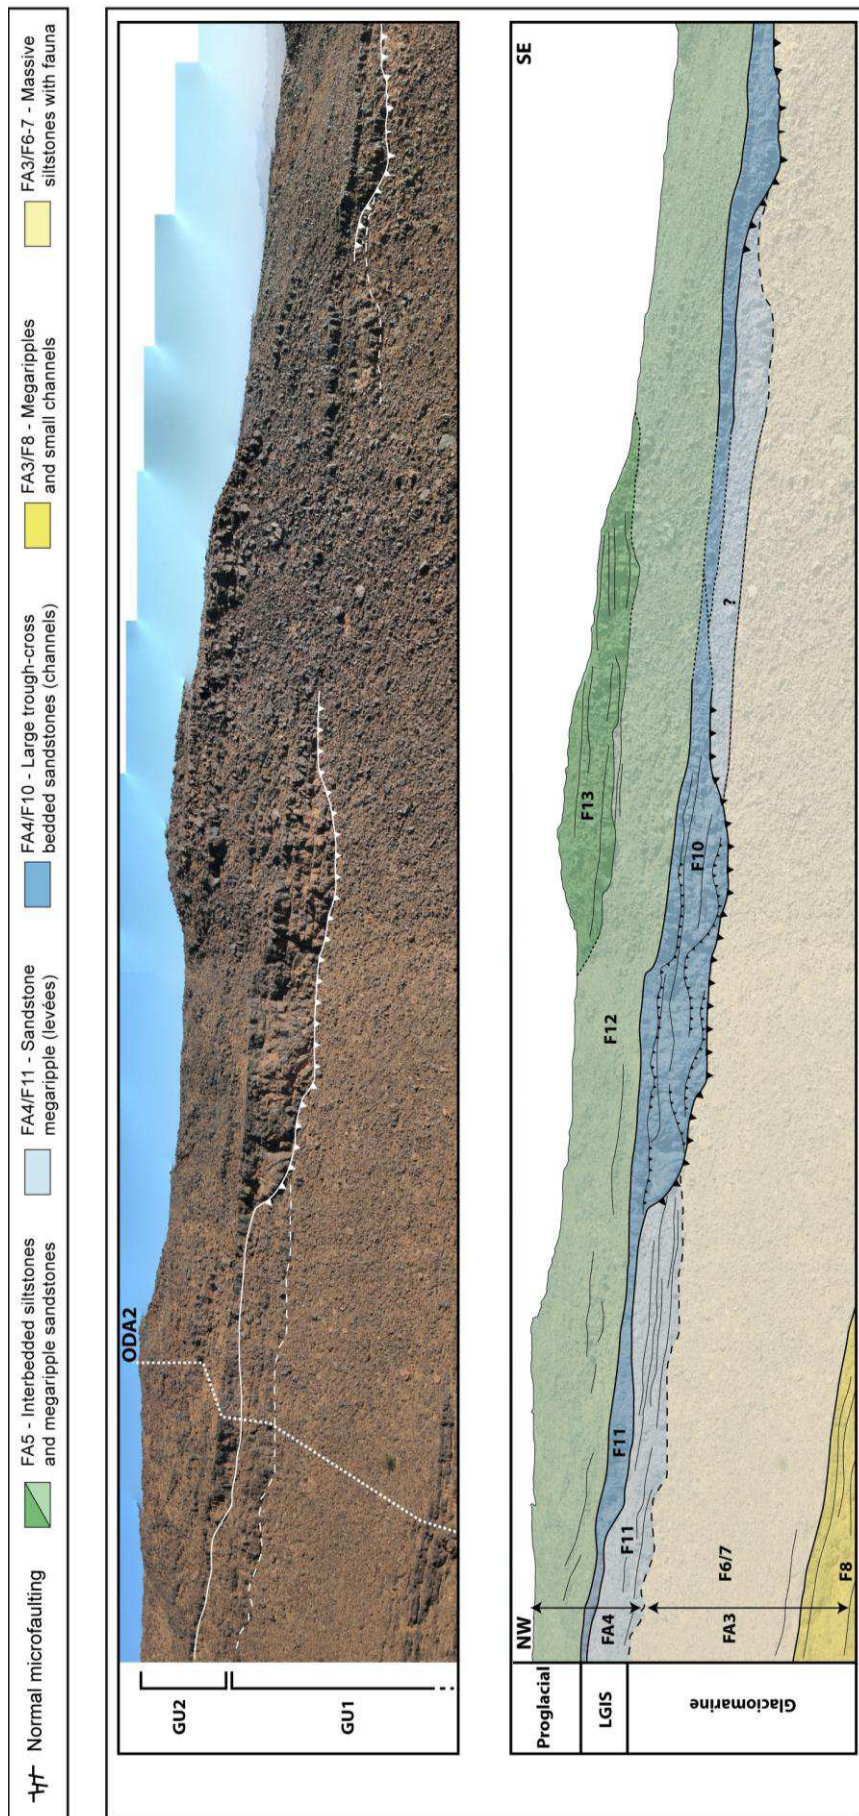 Normal microfaulting
FA5 - Interbedded siltstones
and megaripple sandstones
FA4/F11 - Sandstone
megaripple (levées)
FA4/F10 - Large trough-cross
bedded sandstones (channels)
FA3/F8 - Megaripples
and small channels
FA3/F6-7 - Massive
siltstones with fauna
ODA2
GU2
GU1
NW
SE
Proglacial
LGIS
Glaciomarine
FA4
FA3
F11
F11
F6/7
F8
F12
F13
F10
?